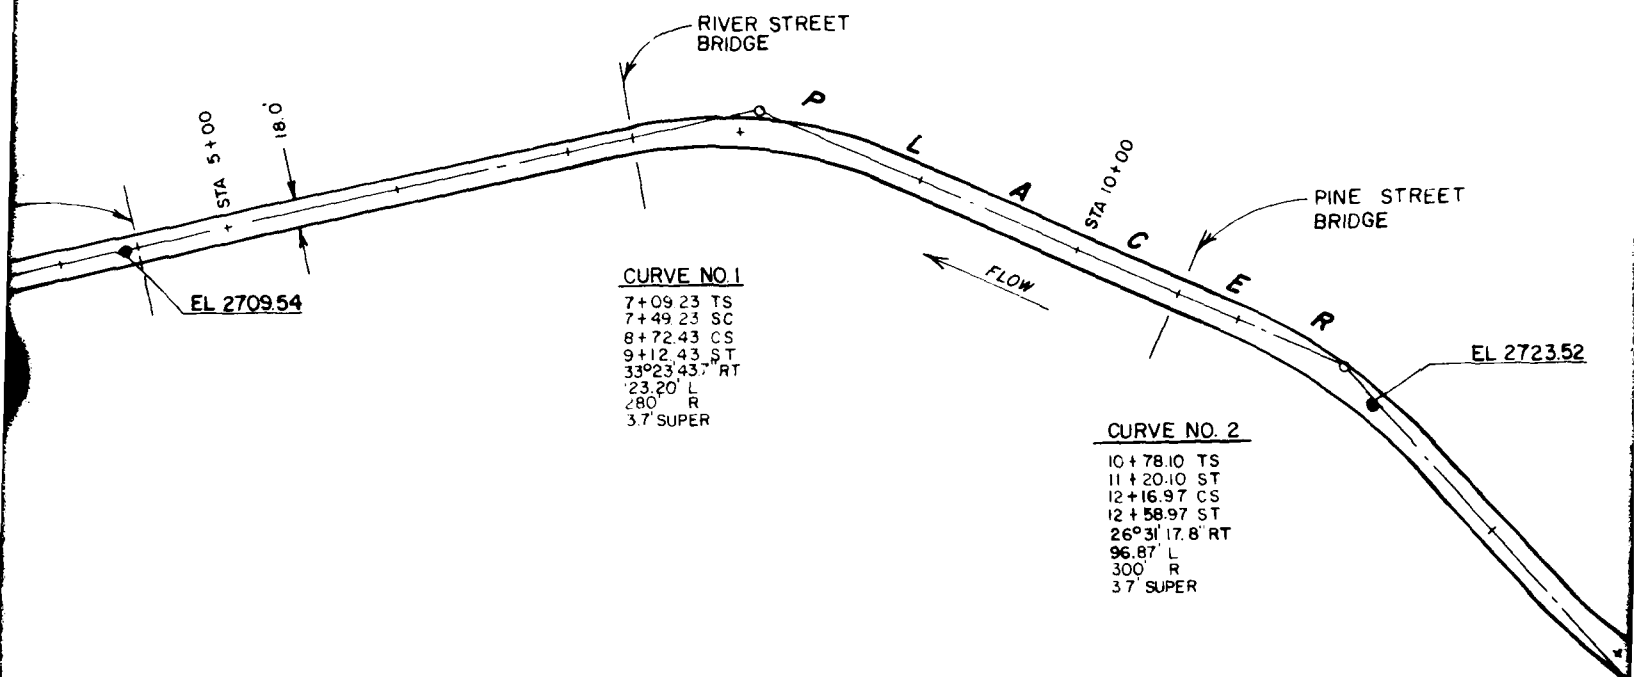 RIVER STREET
BRIDGE
STA 5+00
18.0'
P L A C E R
STA 10+00
PINE STREET
BRIDGE
FLOW
EL 2709.54
EL 2723.52
CURVE NO. 1
7+09.23 TS
7+49.23 SC
8+72.43 CS
9+12.43 ST
33°23'43.7" RT
23.20' L
280' R
3.7' SUPER
CURVE NO. 2
10+78.10 TS
11+20.10 ST
12+16.97 CS
12+58.97 ST
26°31'17.8" RT
96.87' L
300' R
3.7' SUPER